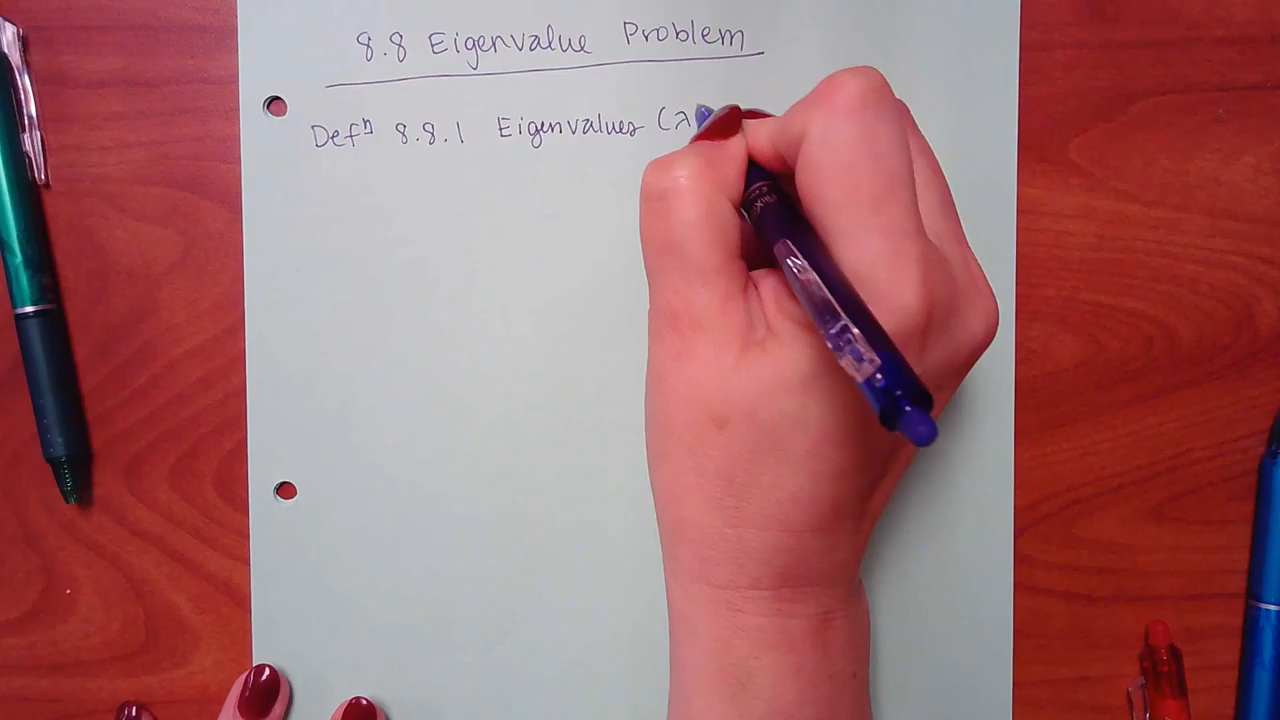 8.8 Eigenvalue Problem
Defⁿ 8.8.1 Eigenvalues (λ